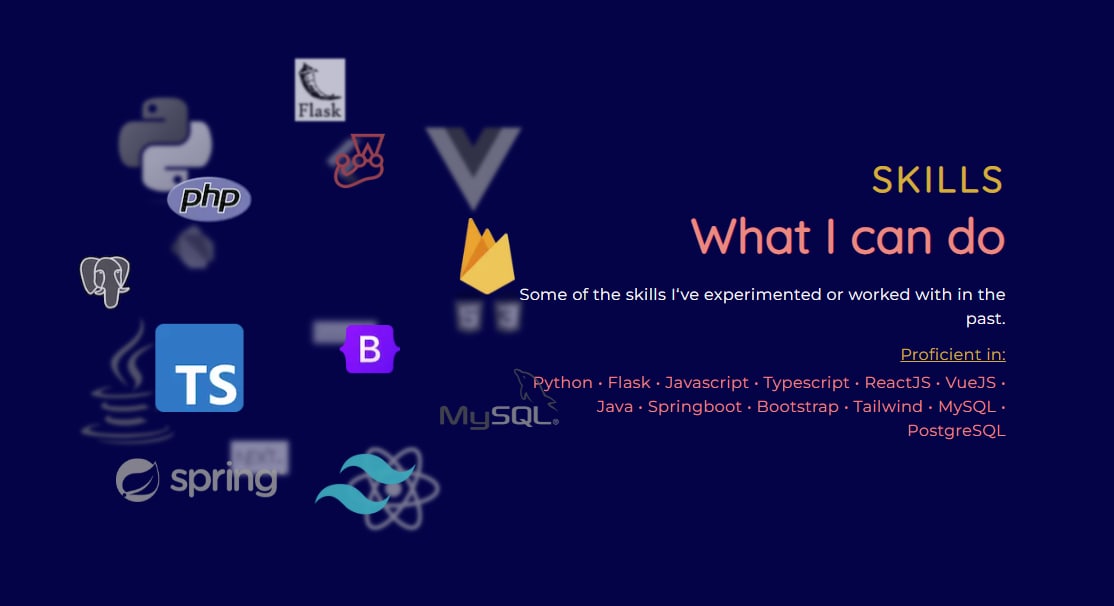 Flask
php
TS
B
MySQL®
spring
SKILLS
What I can do
Some of the skills I've experimented or worked with in the
past.
Proficient in:
Python · Flask · Javascript · Typescript · ReactJS · VueJS ·
Java · Springboot · Bootstrap · Tailwind · MySQL ·
PostgreSQL